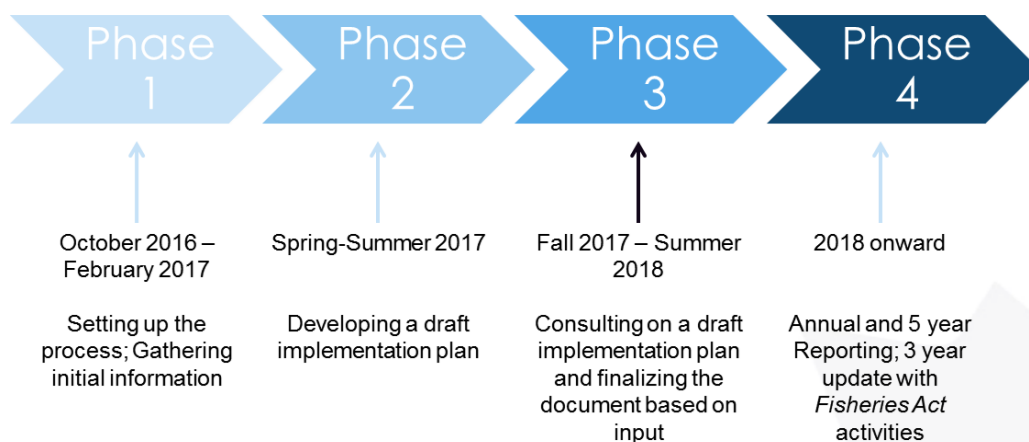 Phase
1
Phase
2
Phase
3
Phase
4
October 2016 –
February 2017
Setting up the
process; Gathering
initial information
Spring-Summer 2017
Developing a draft
implementation plan
Fall 2017 – Summer
2018
Consulting on a draft
implementation plan
and finalizing the
document based on
input
2018 onward
Annual and 5 year
Reporting; 3 year
update with
Fisheries Act
activities